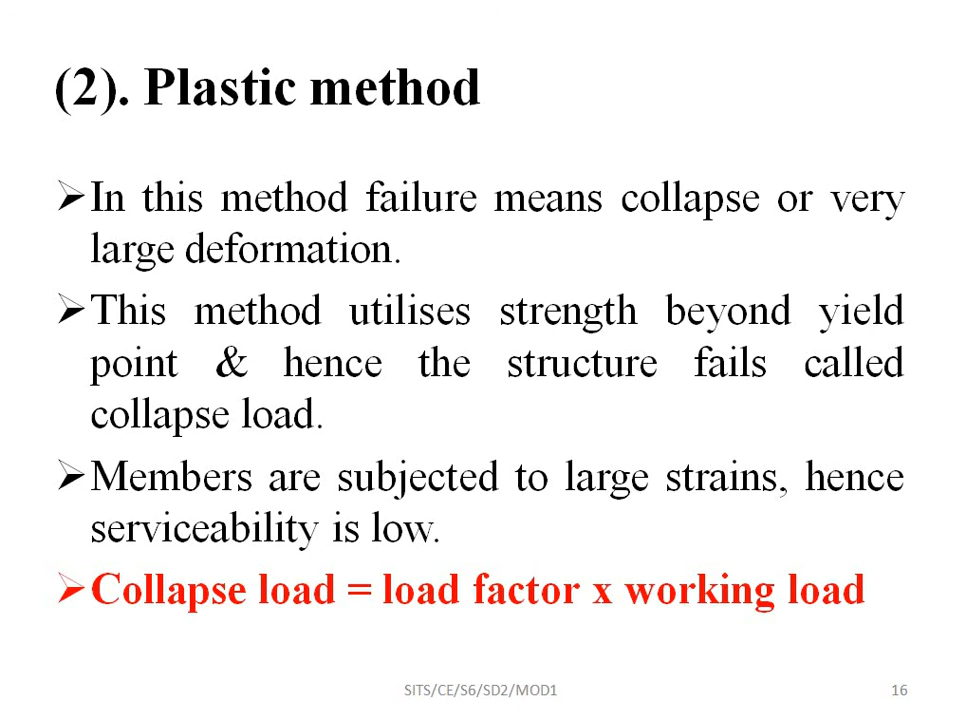 (2). Plastic method
➢In this method failure means collapse or very
large deformation.
➢This method utilises strength beyond yield
point & hence the structure fails called
collapse load.
➢Members are subjected to large strains, hence
serviceability is low.
➢Collapse load = load factor x working load
SITS/CE/S6/SD2/MOD1
16